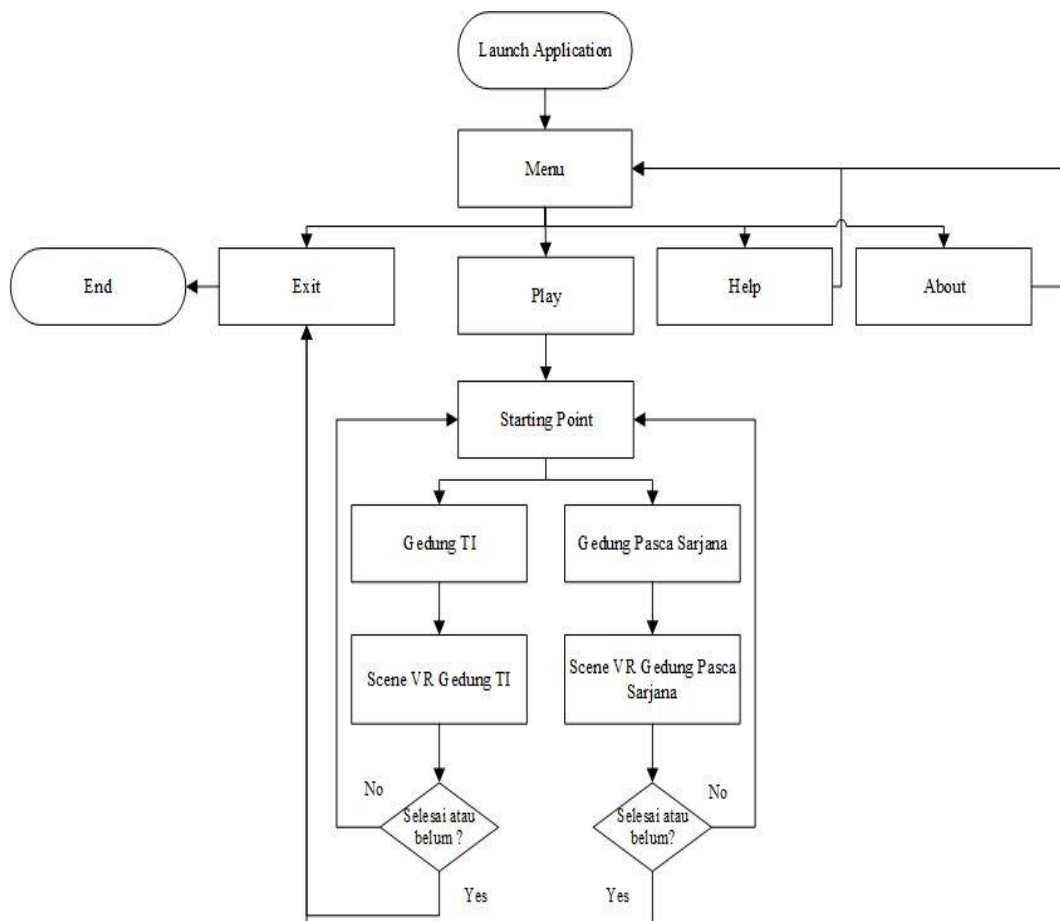 Launch Application
Menu
End
Exit
Play
Help
About
Starting Point
Gedung TI
Gedung Pasca Sarjana
Scene VR Gedung TI
Scene VR Gedung Pasca
Sarjana
No
Selesai atau
belum ?
Selesai atau
belum?
No
Yes
Yes